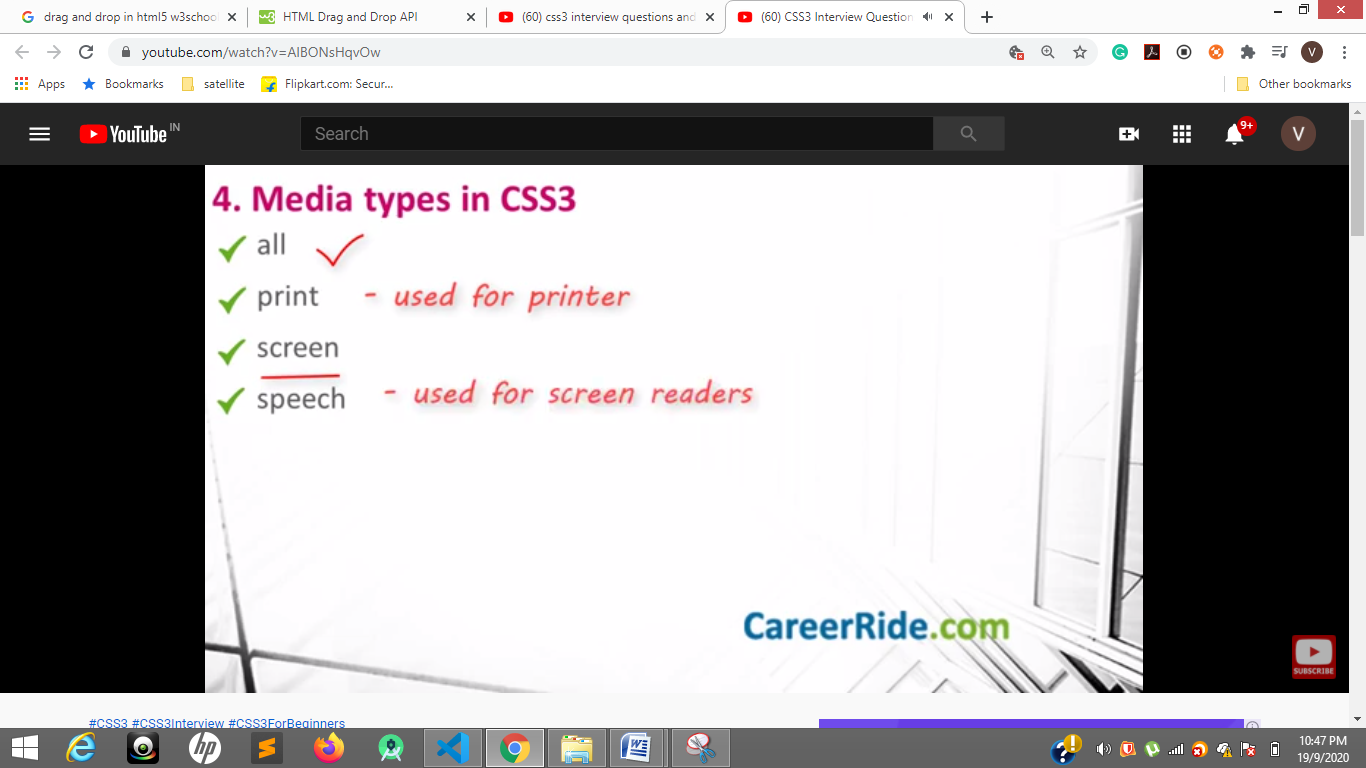 drag and drop in html5 w3schoo
HTML Drag and Drop API
(60) css3 interview questions and
(60) CSS3 Interview Question
youtube.com/watch?v=AIBONsHqvOw
V
Apps
Bookmarks
satellite
Flipkart.com: Secur...
Other bookmarks
YouTube IN
Search
9+
V
4. Media types in CSS3
all
print - used for printer
screen
speech - used for screen readers
CareerRide.com
SUBSCRIBE
#CSS3 #CSS3Interview #CSS3ForBeginners
10:47 PM
19/9/2020